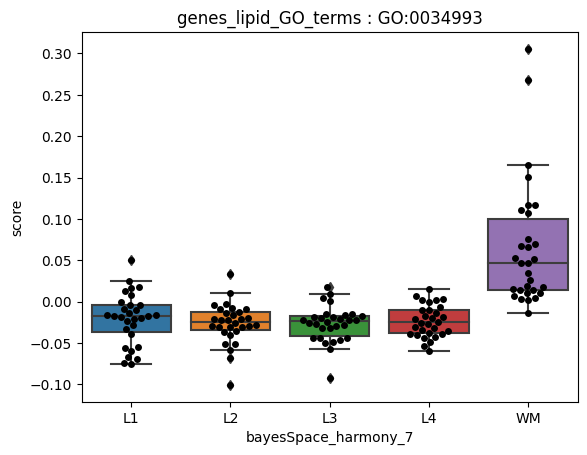 genes_lipid_GO_terms : GO:0034993
0.30
0.25
0.20
0.15
0.10
0.05
0.00
−0.05
−0.10
score
L1 L2 L3 L4 WM
bayesSpace_harmony_7